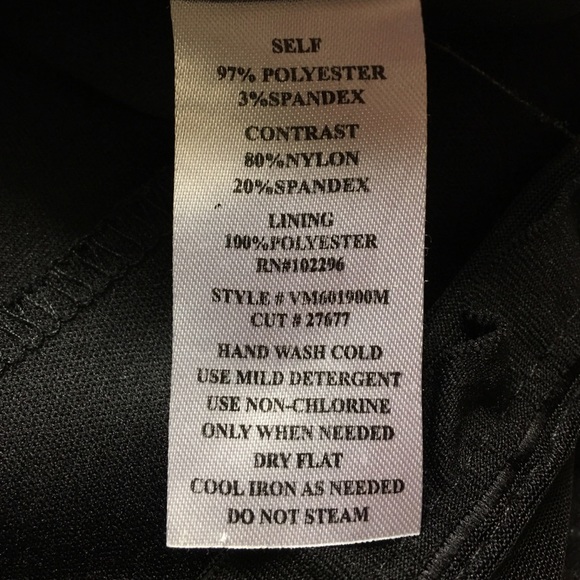 SELF
97% POLYESTER
3%SPANDEX
CONTRAST
80%NYLON
20%SPANDEX
LINING
100%POLYESTER
RN#102296
STYLE # VM601900M
CUT # 27677
HAND WASH COLD
USE MILD DETERGENT
USE NON-CHLORINE
ONLY WHEN NEEDED
DRY FLAT
COOL IRON AS NEEDED
DO NOT STEAM